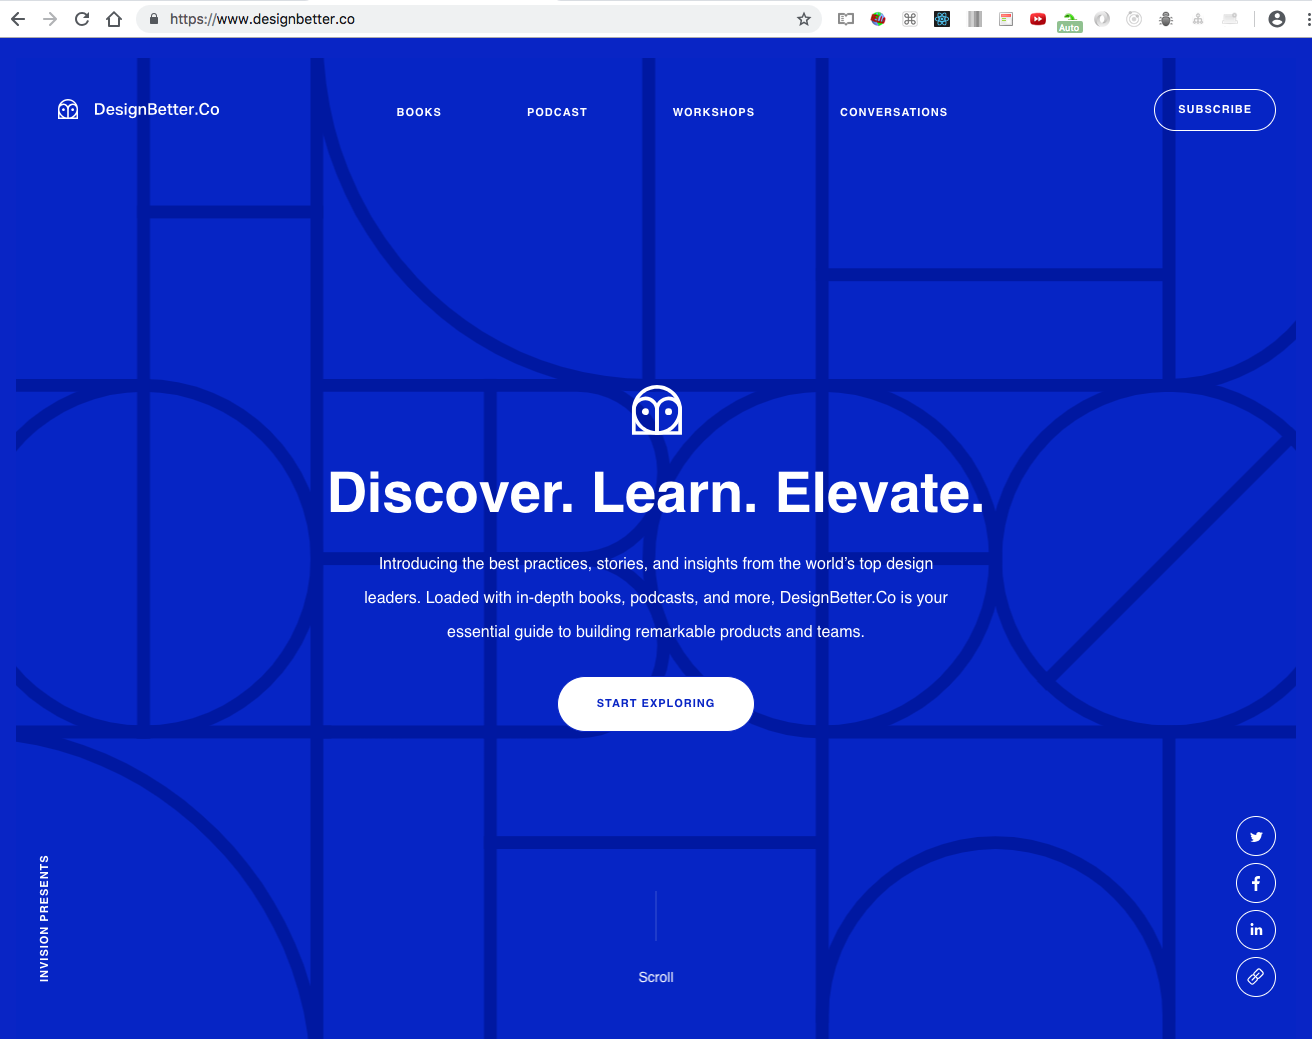 https://www.designbetter.co
Auto
DesignBetter.Co
BOOKS
PODCAST
WORKSHOPS
CONVERSATIONS
SUBSCRIBE
Discover. Learn. Elevate.
Introducing the best practices, stories, and insights from the world’s top design
leaders. Loaded with in-depth books, podcasts, and more, DesignBetter.Co is your
essential guide to building remarkable products and teams.
START EXPLORING
INVISION PRESENTS
Scroll